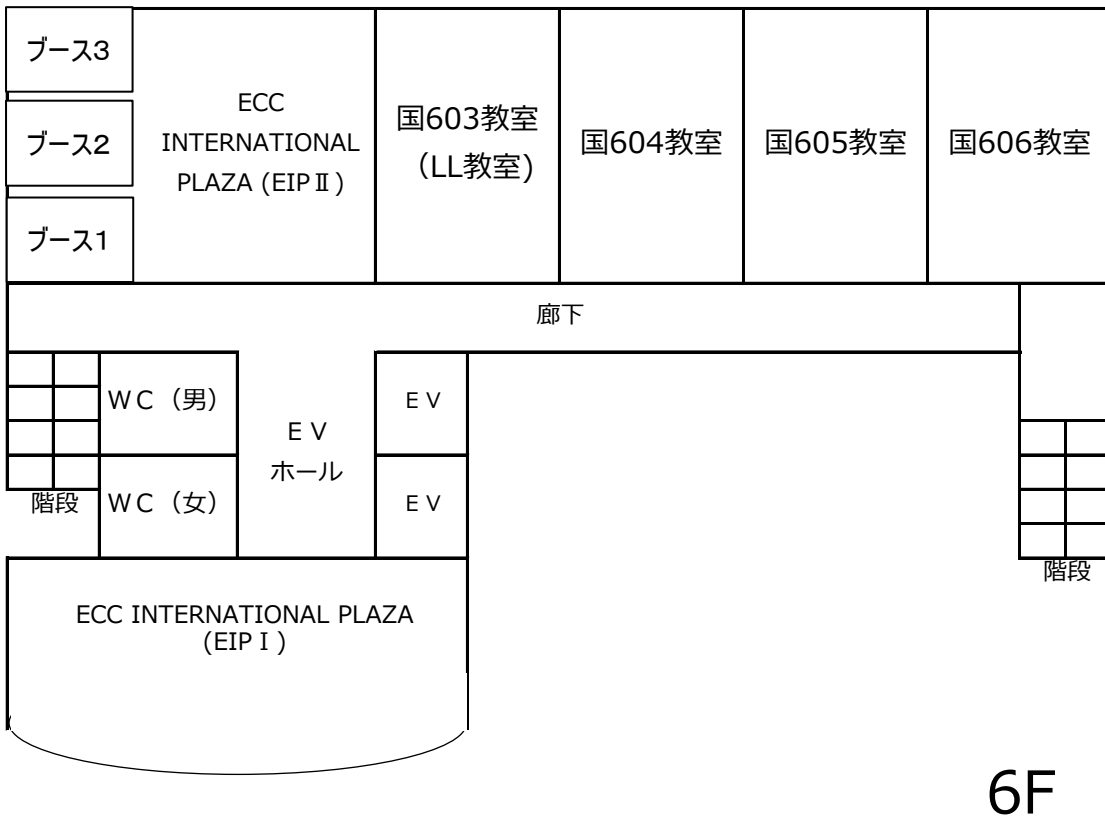 ブース3
ブース2
ブース1
ECC
INTERNATIONAL
PLAZA (EIPⅡ)
国603教室
（LL教室)
国604教室
国605教室
国606教室
廊下
ＷＣ（男）
ＷＣ（女）
ＥＶ
ホール
ＥＶ
ＥＶ
階段
階段
ECC INTERNATIONAL PLAZA
(EIPⅠ)
6F